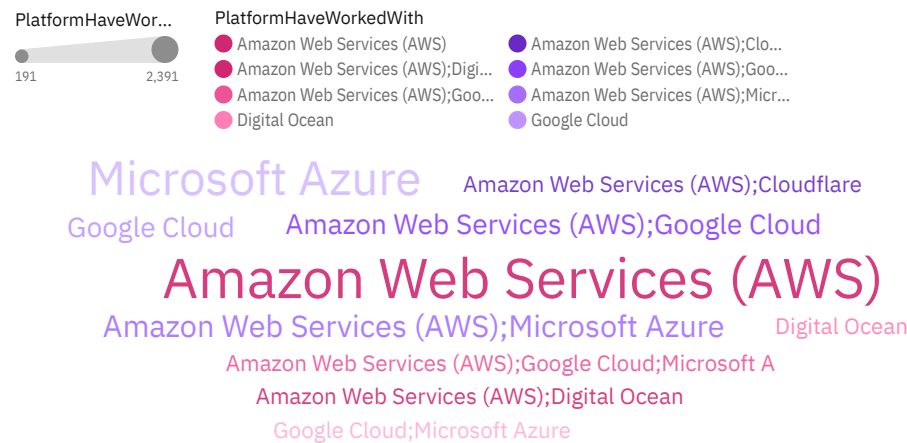 PlatformHaveWor...
191
2,391
PlatformHaveWorkedWith
Amazon Web Services (AWS)
Amazon Web Services (AWS);Digi...
Amazon Web Services (AWS);Goo...
Digital Ocean
Amazon Web Services (AWS);Clo...
Amazon Web Services (AWS);Goo...
Amazon Web Services (AWS);Micr...
Google Cloud
Microsoft Azure
Amazon Web Services (AWS);Cloudflare
Google Cloud
Amazon Web Services (AWS);Google Cloud
Amazon Web Services (AWS)
Amazon Web Services (AWS);Microsoft Azure
Digital Ocean
Amazon Web Services (AWS);Google Cloud;Microsoft A
Amazon Web Services (AWS);Digital Ocean
Google Cloud;Microsoft Azure